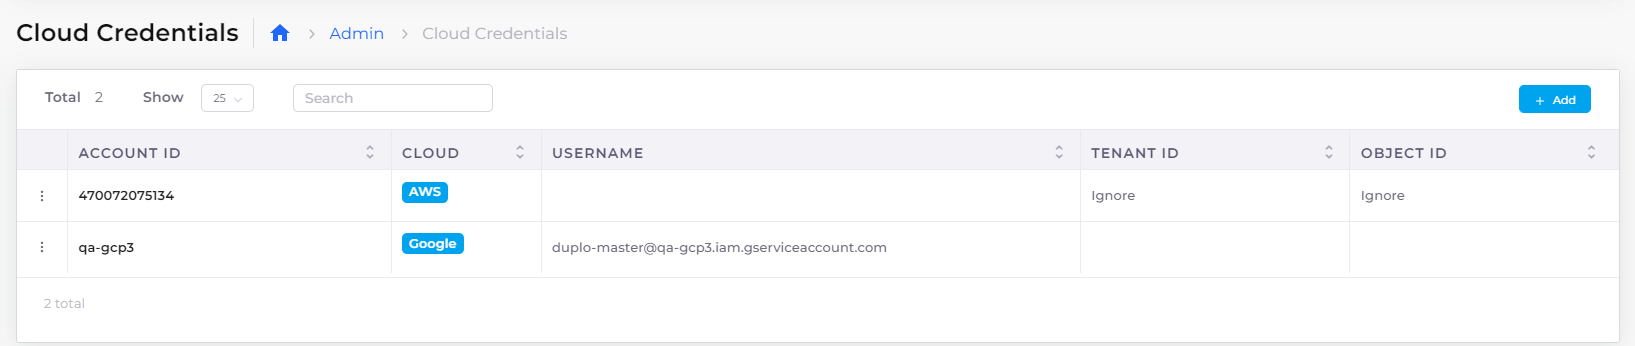 Cloud Credentials Admin Cloud Credentials
Total 2 Show 25 Search + Add
ACCOUNT ID CLOUD USERNAME TENANT ID OBJECT ID
470072075134 AWS Ignore Ignore
qa-gcp3 Google duplo-master@qa-gcp3.iam.gserviceaccount.com
2 total